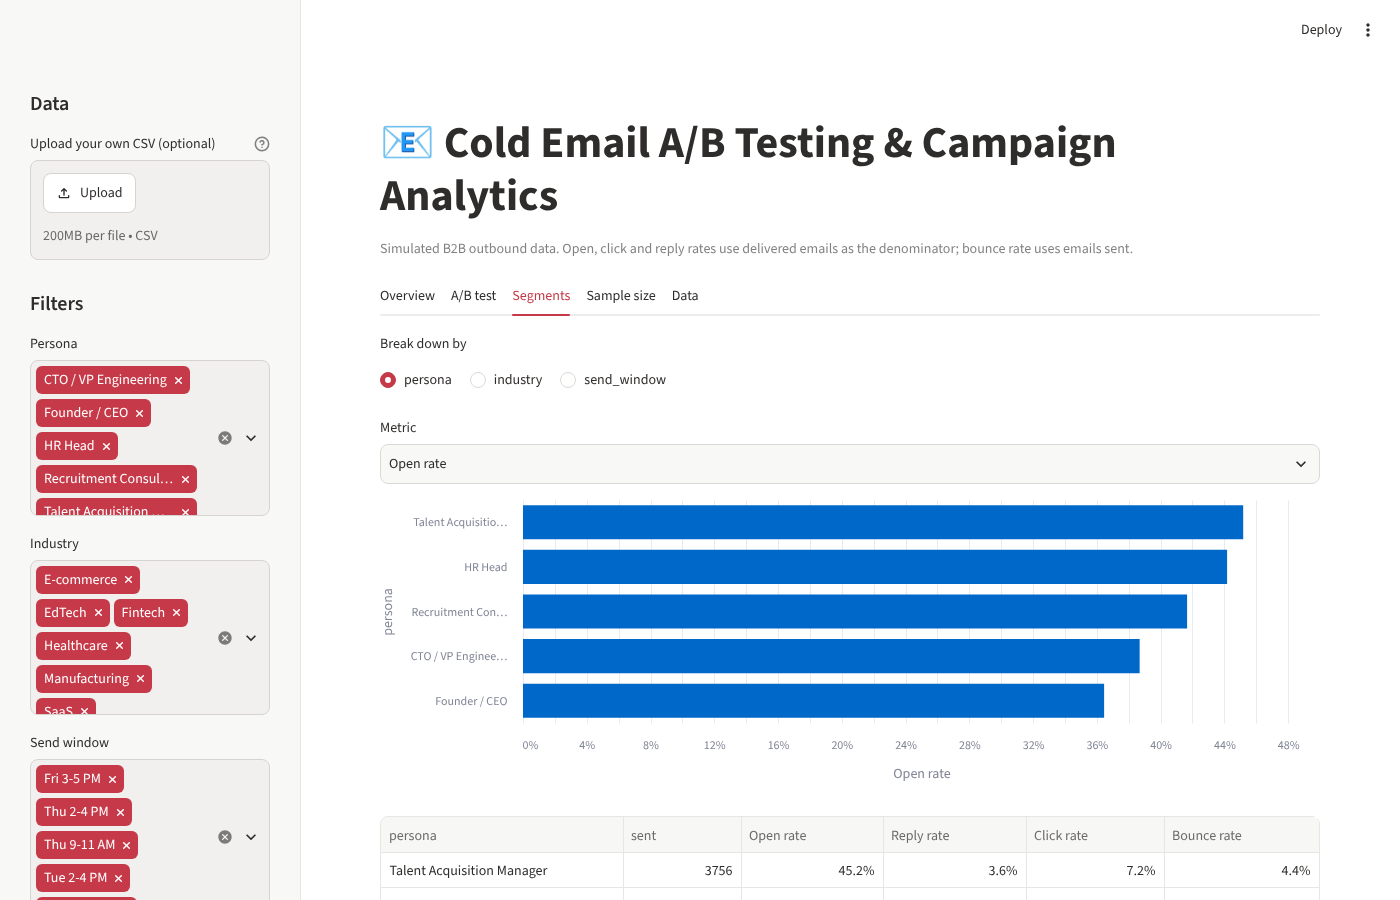 Deploy
Data
Upload your own CSV (optional)
Upload
200MB per file • CSV
Filters
Persona
CTO / VP Engineering
Founder / CEO
HR Head
Recruitment Consul...
Talent Acquisition ...
Industry
E-commerce
EdTech Fintech
Healthcare
Manufacturing
SaaS
Send window
Fri 3-5 PM
Thu 2-4 PM
Thu 9-11 AM
Tue 2-4 PM
📧 Cold Email A/B Testing & Campaign
Analytics
Simulated B2B outbound data. Open, click and reply rates use delivered emails as the denominator; bounce rate uses emails sent.
Overview A/B test Segments Sample size Data
Break down by
persona industry send_window
Metric
Open rate
persona
Talent Acquisitio…
HR Head
Recruitment Con…
CTO / VP Enginee…
Founder / CEO
0% 4% 8% 12% 16% 20% 24% 28% 32% 36% 40% 44% 48%
Open rate
persona sent Open rate Reply rate Click rate Bounce rate
Talent Acquisition Manager 3756 45.2% 3.6% 7.2% 4.4%